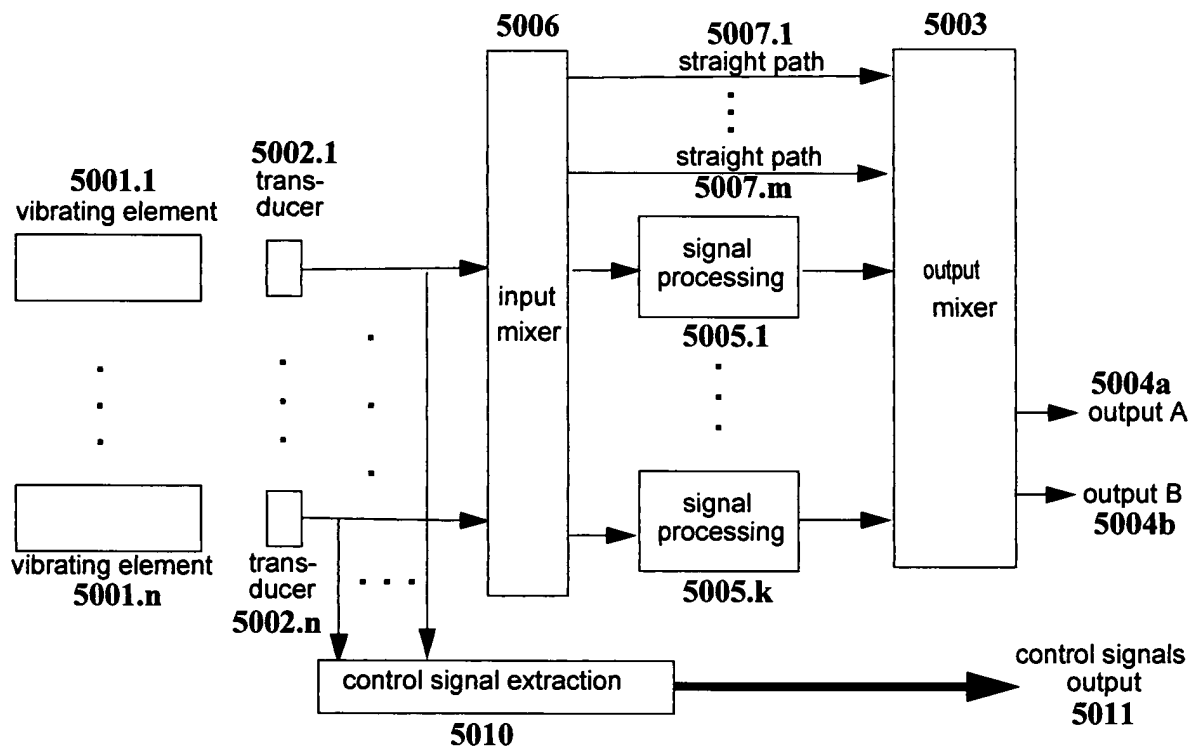 5006
5007.1
straight path
5003
5002.1
trans-
ducer
5001.1
vibrating element
straight path
5007.m
signal
processing
5005.1
input
mixer
output
mixer
5004a
output A
signal
processing
5005.k
output B
5004b
vibrating element
5001.n
trans-
ducer
5002.n
control signal extraction
5010
control signals
output
5011